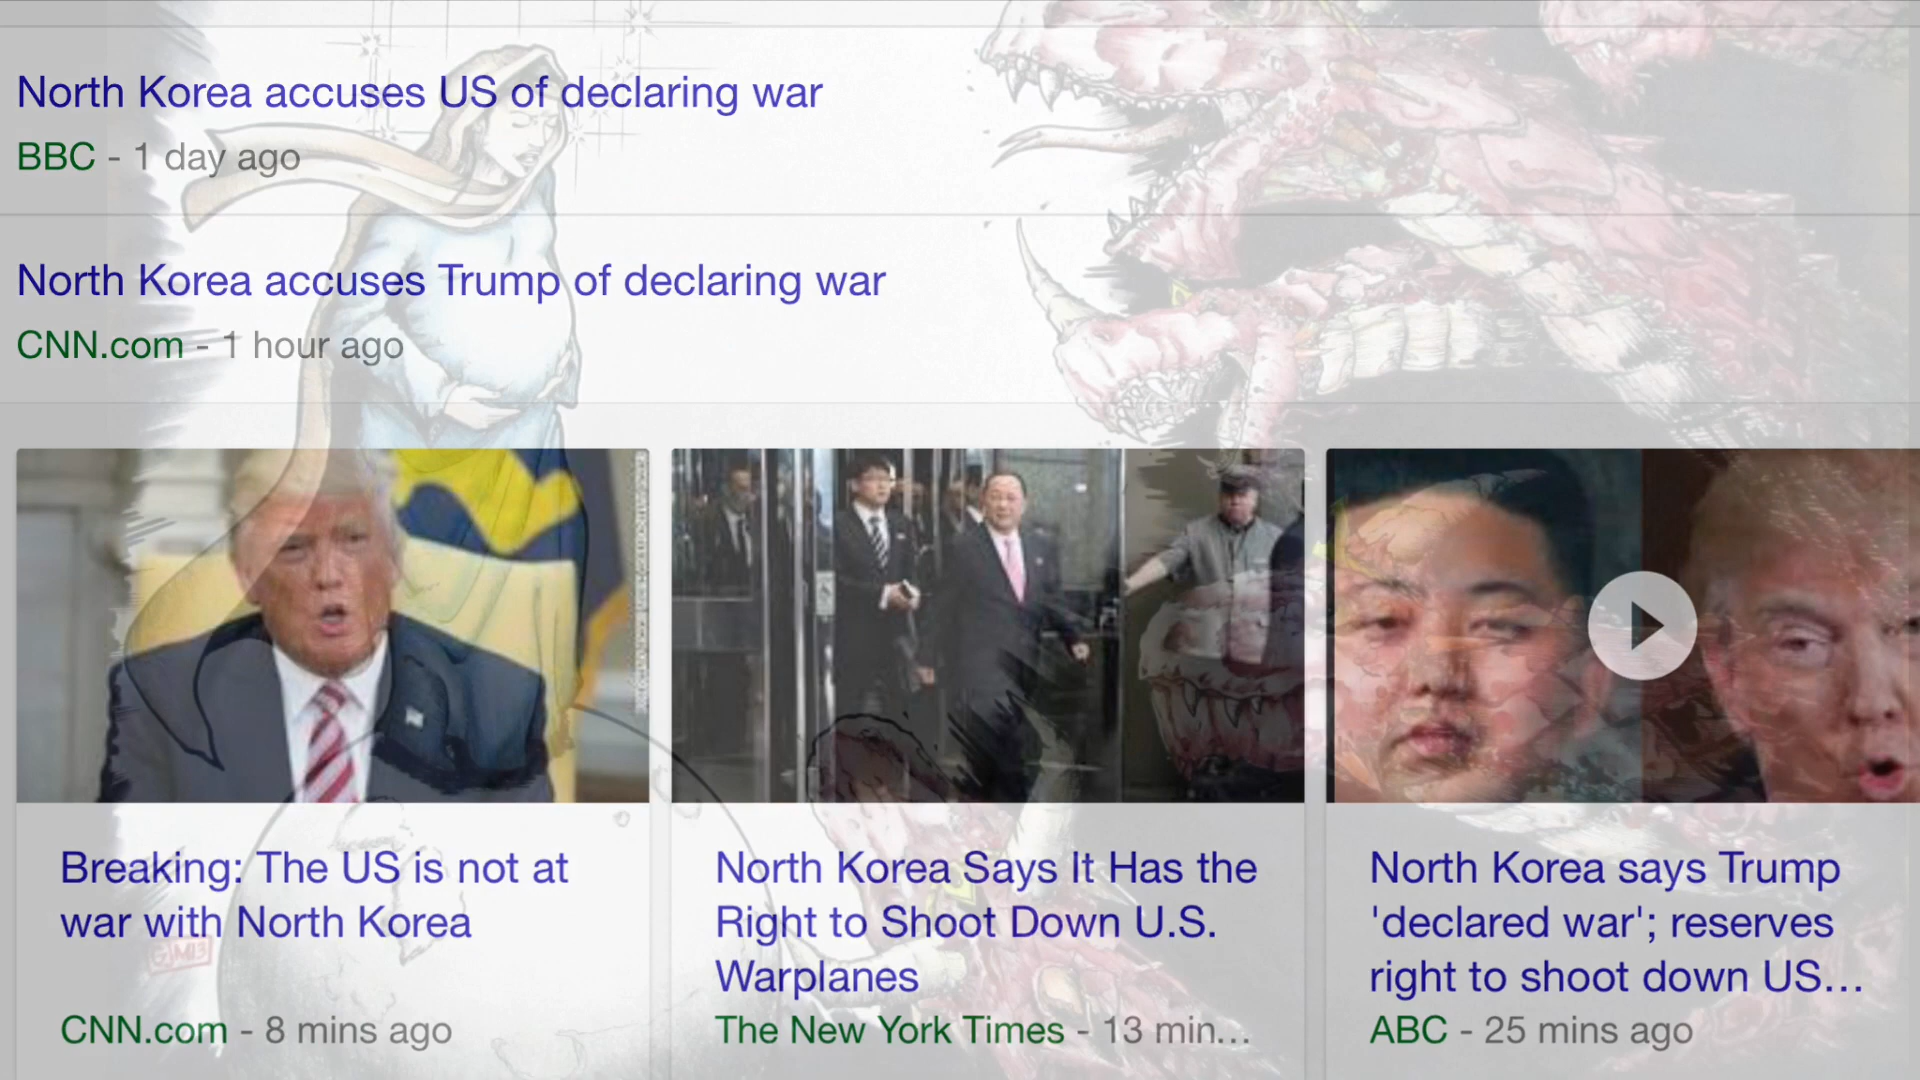 North Korea accuses US of declaring war
BBC - 1 day ago
North Korea accuses Trump of declaring war
CNN.com - 1 hour ago
Breaking: The US is not at
war with North Korea
CNN.com - 8 mins ago
North Korea Says It Has the
Right to Shoot Down U.S.
Warplanes
The New York Times - 13 min...
North Korea says Trump
'declared war'; reserves
right to shoot down US...
ABC - 25 mins ago
GMI3